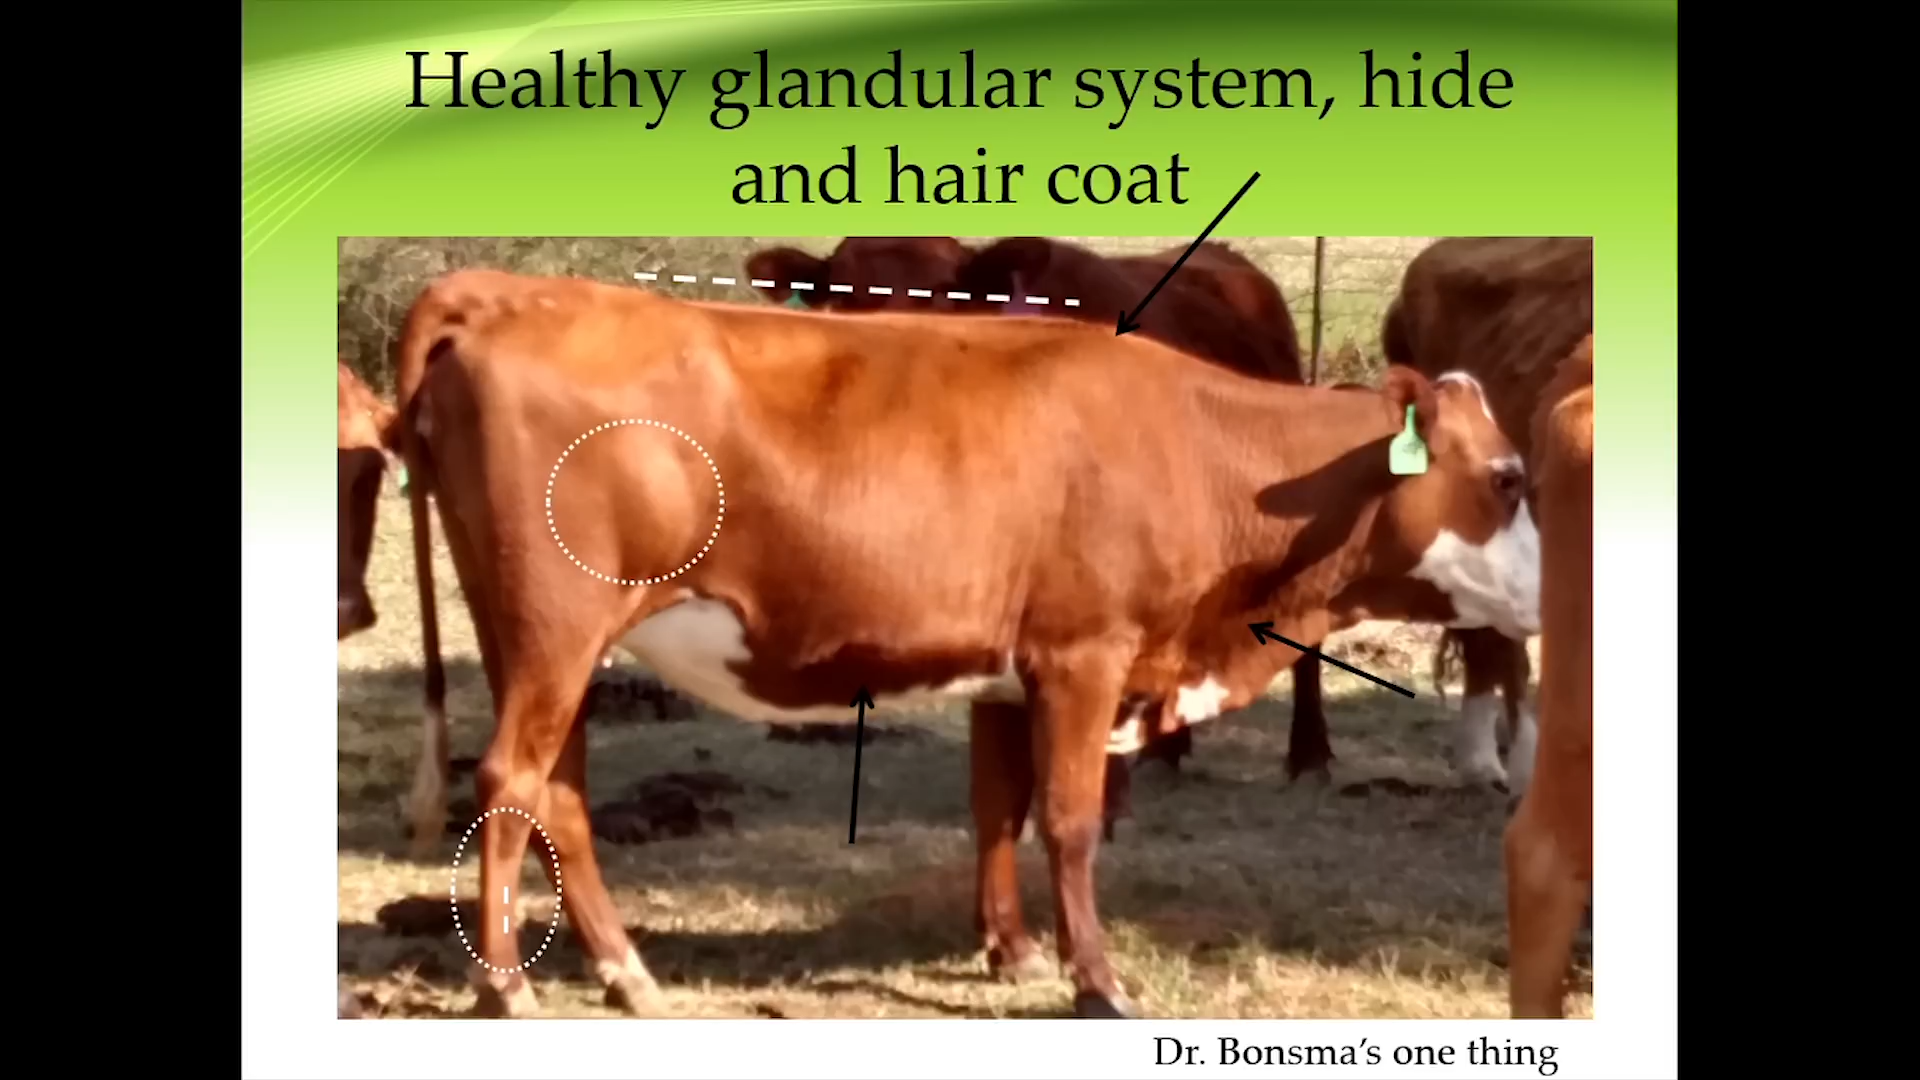 Healthy glandular system, hide
and hair coat
Dr. Bonsma's one thing